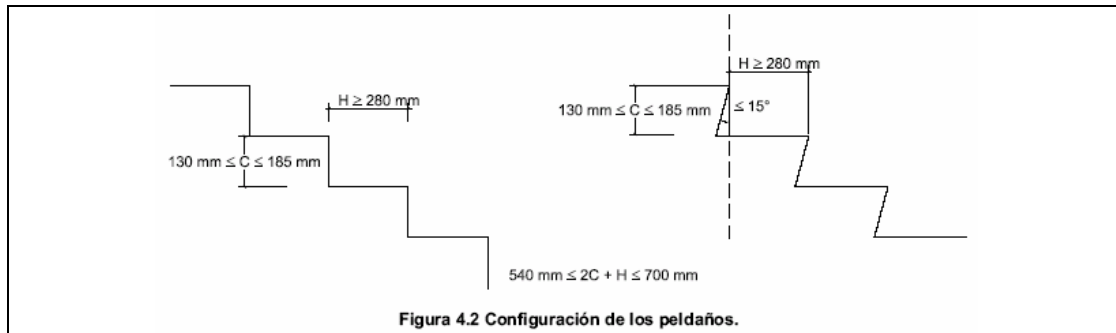 H ≥ 280 mm
130 mm ≤ C ≤ 185 mm
H ≥ 280 mm
130 mm ≤ C ≤ 185 mm
≤ 15°
540 mm ≤ 2C + H ≤ 700 mm
Figura 4.2 Configuración de los peldaños.